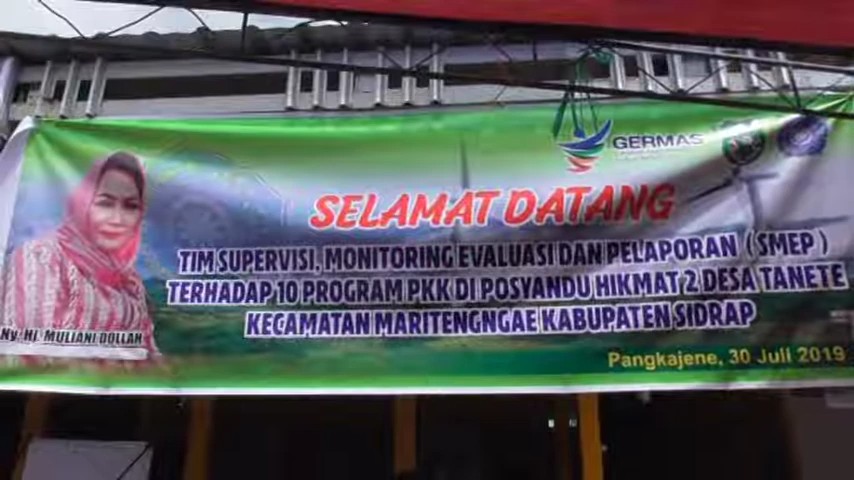 GERMAS
SELAMAT DATANG
TIM SUPERVISI, MONITORING EVALUASI DAN PELAPORAN (SMEP)
TERHADAP 10 PROGRAM PKK DI POSYANDU HIKMAT 2 DESA TANETE
KECAMATAN MARITENGNGAE KABUPATEN SIDRAP
Ny. Hj. MULIANI DOLLAH
Pangkajene, 30 Juli 2019